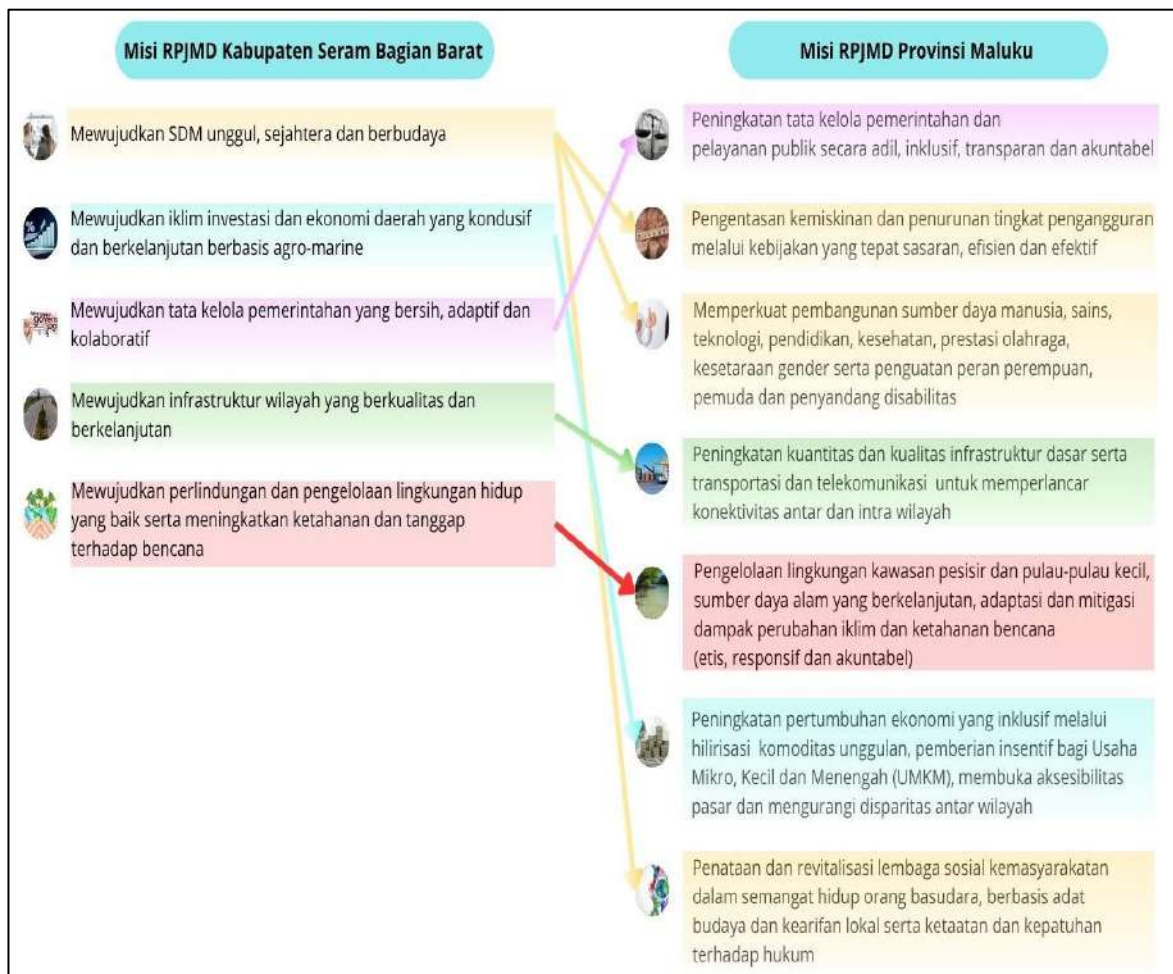 Misi RPJMD Kabupaten Seram Bagian Barat
Mewujudkan SDM unggul, sejahtera dan berbudaya
Mewujudkan iklim investasi dan ekonomi daerah yang kondusif
dan berkelanjutan berbasis agro-marine
Mewujudkan tata kelola pemerintahan yang bersih, adaptif dan
kolaboratif
Mewujudkan infrastruktur wilayah yang berkualitas dan
berkelanjutan
Mewujudkan perlindungan dan pengelolaan lingkungan hidup
yang baik serta meningkatkan ketahanan dan tanggap
terhadap bencana
Misi RPJMD Provinsi Maluku
Peningkatan tata kelola pemerintahan dan
pelayanan publik secara adil, inklusif, transparan dan akuntabel
Pengentasan kemiskinan dan penurunan tingkat pengangguran
melalui kebijakan yang tepat sasaran, efisien dan efektif
Memperkuat pembangunan sumber daya manusia, sains,
teknologi, pendidikan, kesehatan, prestasi olahraga,
kesetaraan gender serta penguatan peran perempuan,
pemuda dan penyandang disabilitas
Peningkatan kuantitas dan kualitas infrastruktur dasar serta
transportasi dan telekomunikasi untuk memperlancar
konektivitas antar dan intra wilayah
Pengelolaan lingkungan kawasan pesisir dan pulau-pulau kecil,
sumber daya alam yang berkelanjutan, adaptasi dan mitigasi
dampak perubahan iklim dan ketahanan bencana
(etis, responsif dan akuntabel)
Peningkatan pertumbuhan ekonomi yang inklusif melalui
hilirisasi komoditas unggulan, pemberian insentif bagi Usaha
Mikro, Kecil dan Menengah (UMKM), membuka aksesibilitas
pasar dan mengurangi disparitas antar wilayah
Penataan dan revitalisasi lembaga sosial kemasyarakatan
dalam semangat hidup orang basudara, berbasis adat
budaya dan kearifan lokal serta ketaatan dan kepatuhan
terhadap hukum